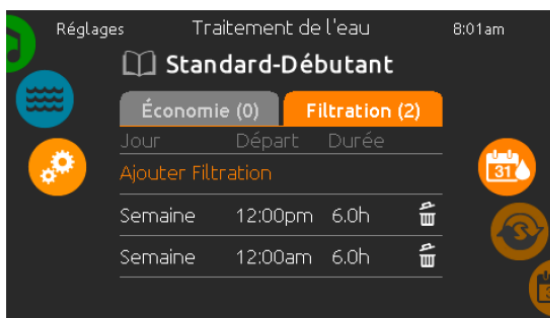 Réglages Traitement de l'eau 8:01am
Standard-Débutant
Économie (0) Filtration (2)
Jour Départ Durée
Ajouter Filtration
31
Semaine 12:00pm 6.0h
Semaine 12:00am 6.0h